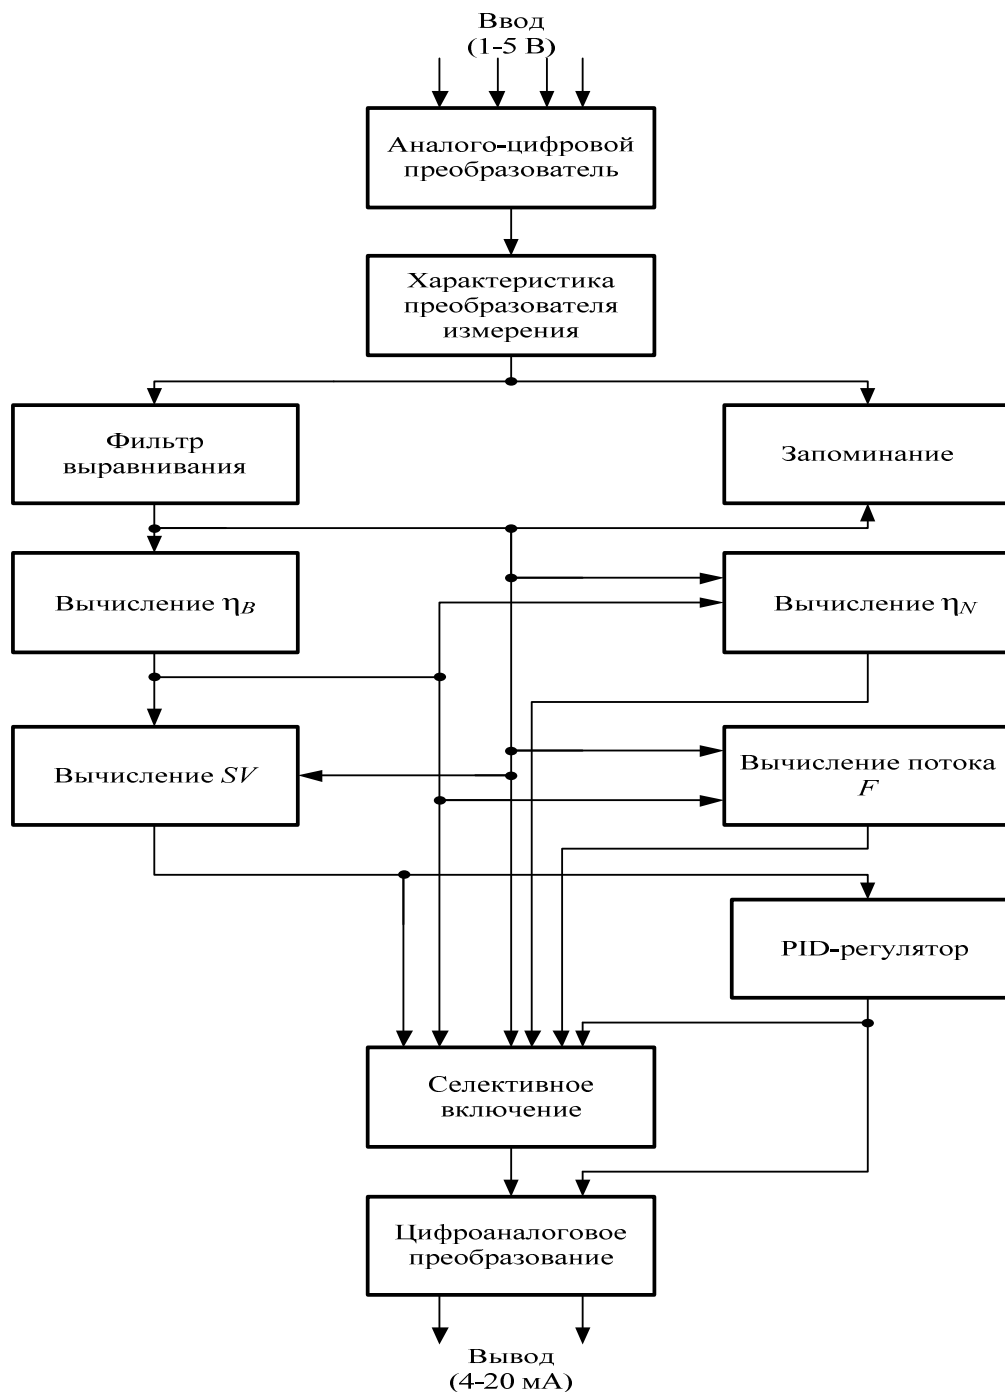 Ввод
(1-5 В)
Аналого-цифровой
преобразователь
Характеристика
преобразователя
измерения
Фильтр
выравнивания
Запоминание
Вычисление ηB
Вычисление ηN
Вычисление SV
Вычисление потока
F
PID-регулятор
Селективное
включение
Цифроаналоговое
преобразование
Вывод
(4-20 мА)